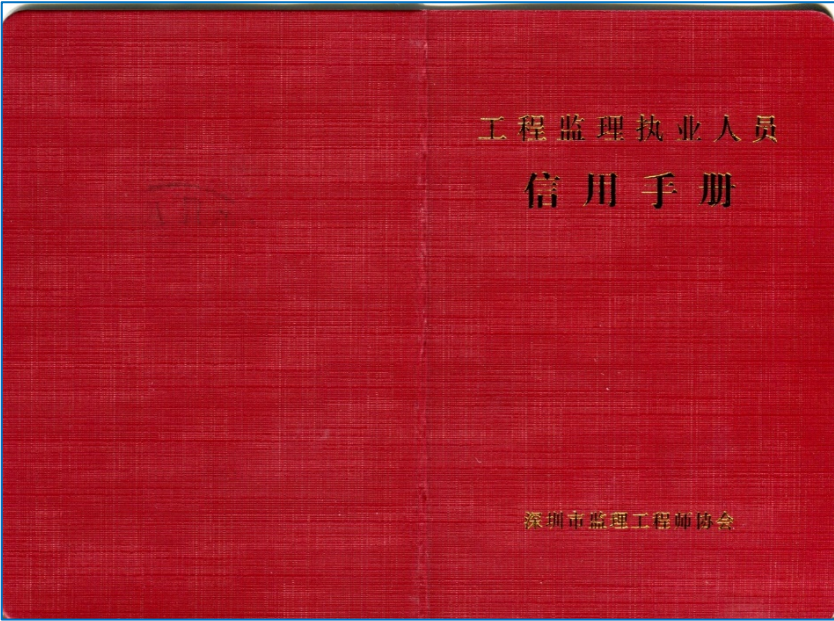 工程监理执业人员
信用手册
深圳市监理工程师协会